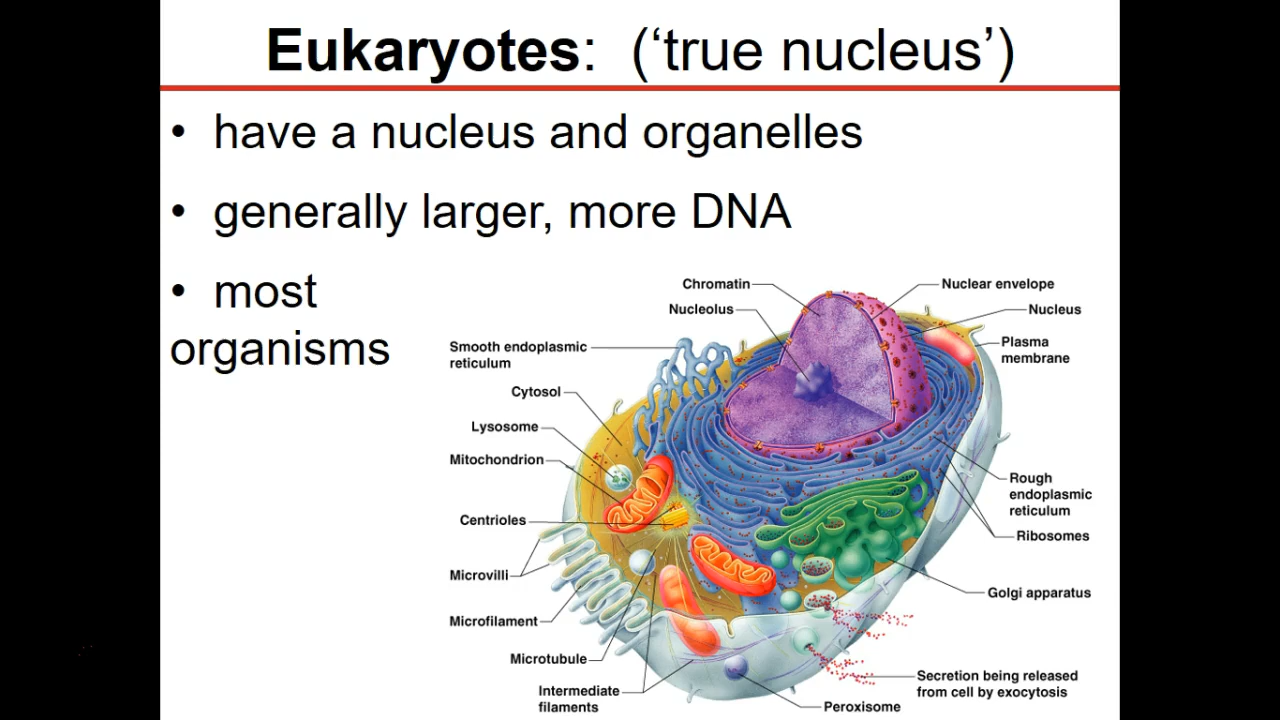 Eukaryotes: (‘true nucleus’)
• have a nucleus and organelles
• generally larger, more DNA
• most
organisms
Chromatin
Nucleolus
Smooth endoplasmic
reticulum
Cytosol
Lysosome
Mitochondrion
Centrioles
Microvilli
Microfilament
Microtubule
Intermediate
filaments
Nuclear envelope
Nucleus
Plasma
membrane
Rough
endoplasmic
reticulum
Ribosomes
Golgi apparatus
Secretion being released
from cell by exocytosis
Peroxisome